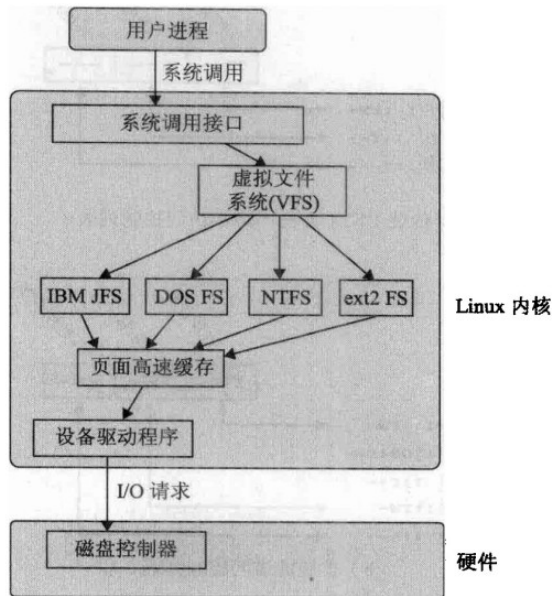 用户进程
系统调用
系统调用接口
虚拟文件
系统(VFS)
IBM JFS
DOS FS
NTFS
ext2 FS
Linux 内核
页面高速缓存
设备驱动程序
I/O 请求
磁盘控制器
硬件